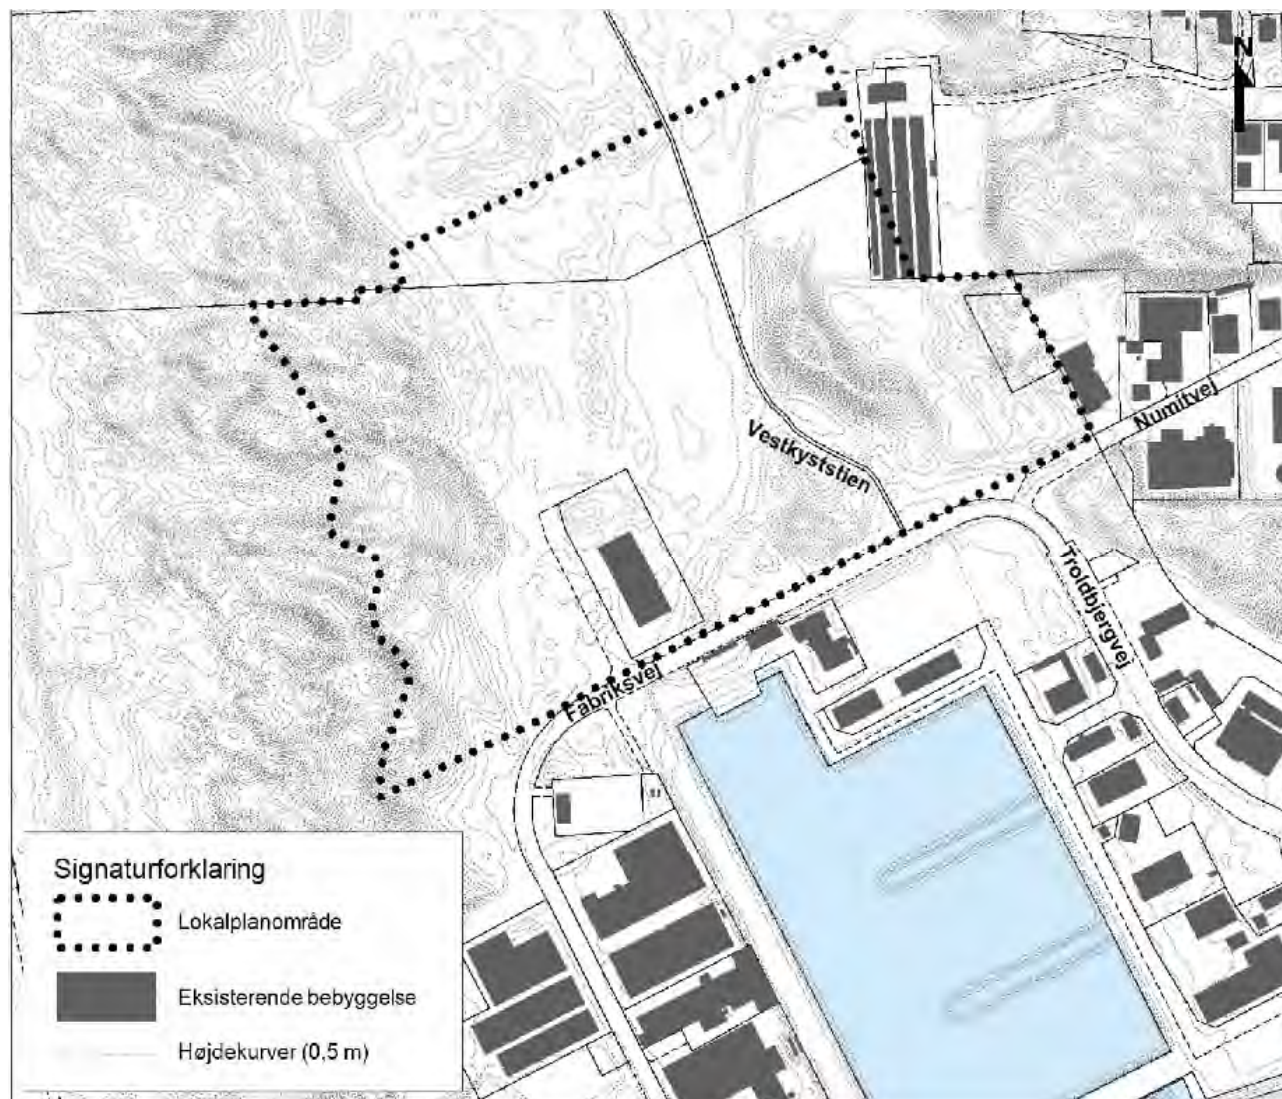 N
Numitvej
Vestkyststien
Troldbjergvej
Fabriksvej
Signaturforklaring
Lokalplanområde
Eksisterende bebyggelse
Højdekurver (0,5 m)